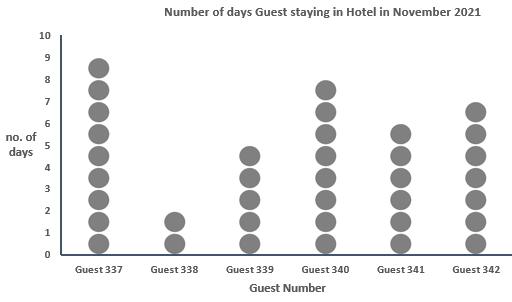 Number of days Guest staying in Hotel in November 2021
10
9
8
7
6
5
4
3
2
1
0
no. of
days
Guest 337 Guest 338 Guest 339 Guest 340 Guest 341 Guest 342
Guest Number